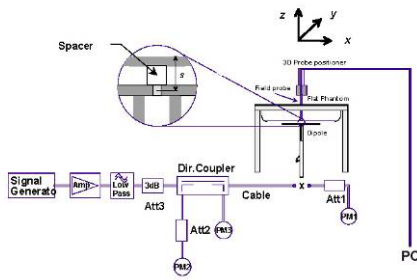 z
y
x
Spacer
s
3D Probe positioner
Field probe
Flat Phantom
Dipole
Signal
Generato
Amp
Low
Pass
3dB
Att3
Dir.Coupler
Cable
x
Att1
PM1
Att2
PM3
PM2
PC